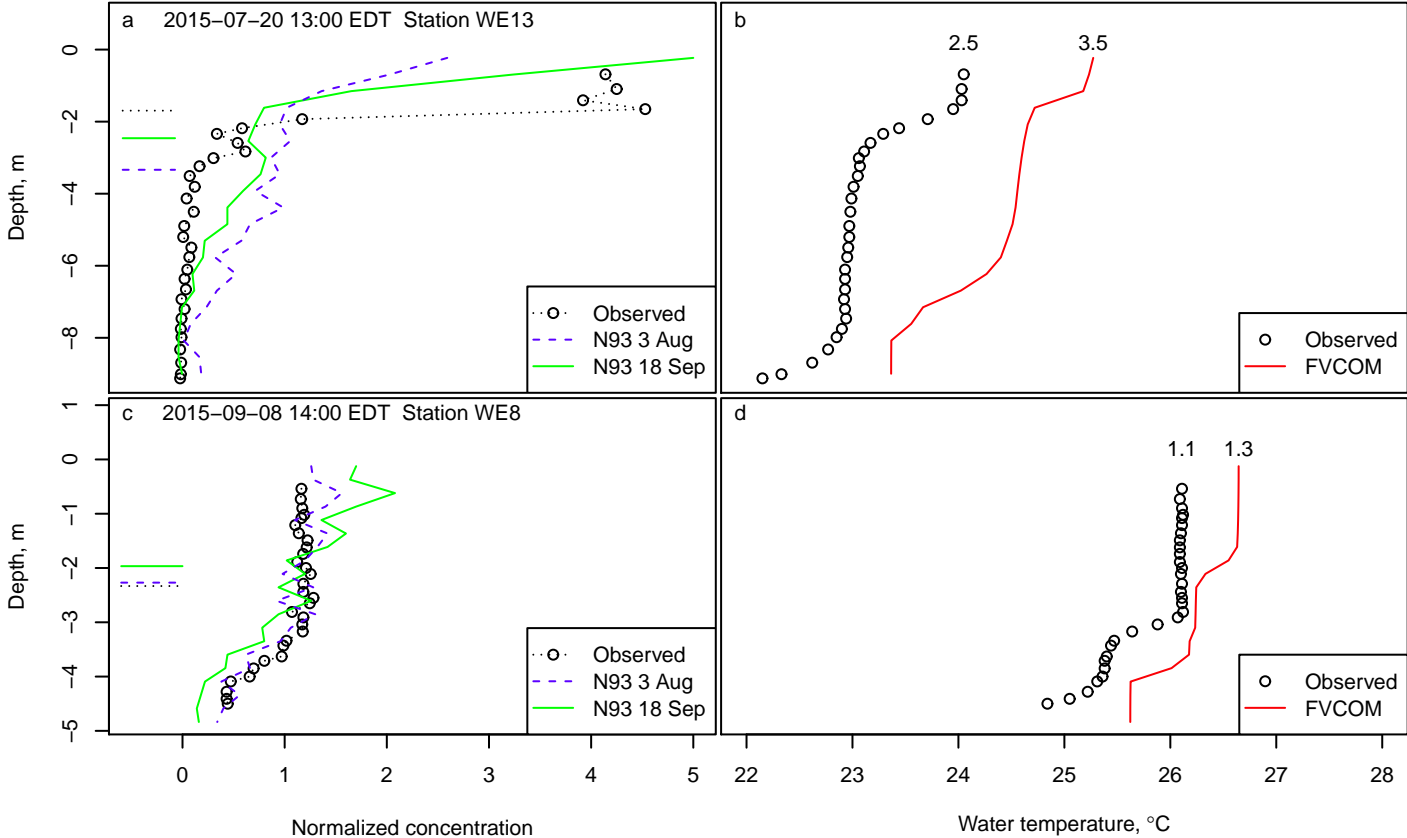 a 2015−07−20 13:00 EDT Station WE13
b
0
−2
−4
−6
−8
Depth, m
2.5 3.5
Observed
N93 3 Aug
N93 18 Sep
Observed
FVCOM
c 2015−09−08 14:00 EDT Station WE8
d
1
0
−1
−2
−3
−4
−5
Depth, m
1.1 1.3
Observed
N93 3 Aug
N93 18 Sep
Observed
FVCOM
0 1 2 3 4 5
22 23 24 25 26 27 28
Normalized concentration
Water temperature, °C